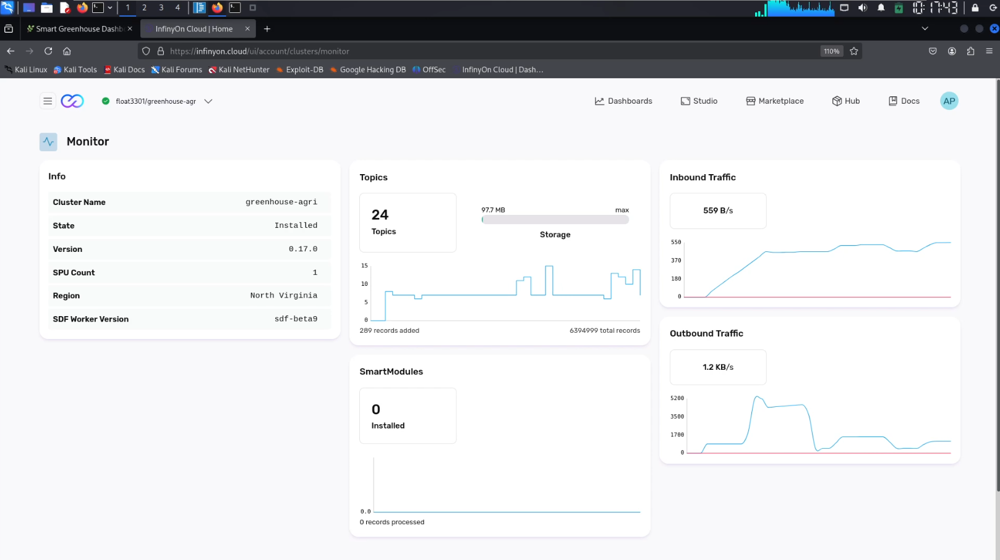 1 2 3 4
10:17:43
Smart Greenhouse Dashb
InfinyOn Cloud | Home
https://infinyon.cloud/ui/account/clusters/monitor
110%
Kali Linux Kali Tools Kali Docs Kali Forums Kali NetHunter Exploit-DB Google Hacking DB OffSec InfinyOn Cloud | Dash…
float3301/greenhouse-agr
Dashboards Studio Marketplace Hub Docs AP
Monitor
Info
Cluster Name greenhouse-agri
State Installed
Version 0.17.0
SPU Count 1
Region North Virginia
SDF Worker Version sdf-beta9
Topics
24
Topics
97.7 MB max
Storage
15
10
5
0
289 records added 6394999 total records
SmartModules
0
Installed
0.0
0 records processed
Inbound Traffic
559 B/s
550
370
180
0
Outbound Traffic
1.2 KB/s
5200
3500
1700
0